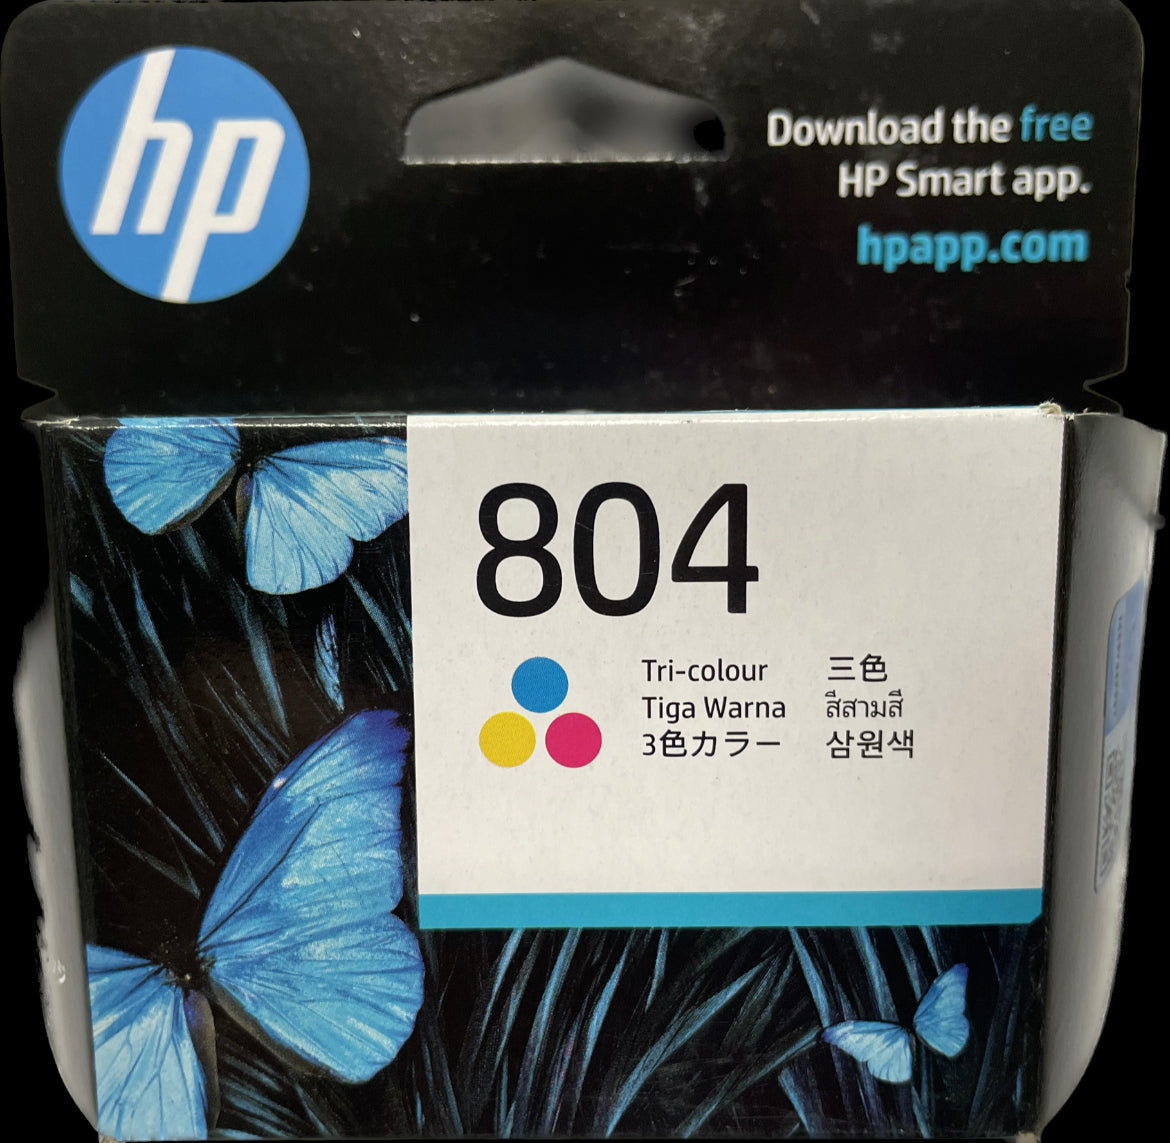 hp
Download the free
HP Smart app.
hpapp.com
804
Tri-colour
Tiga Warna
3色カラー
三色
สีสามสี
삼원색